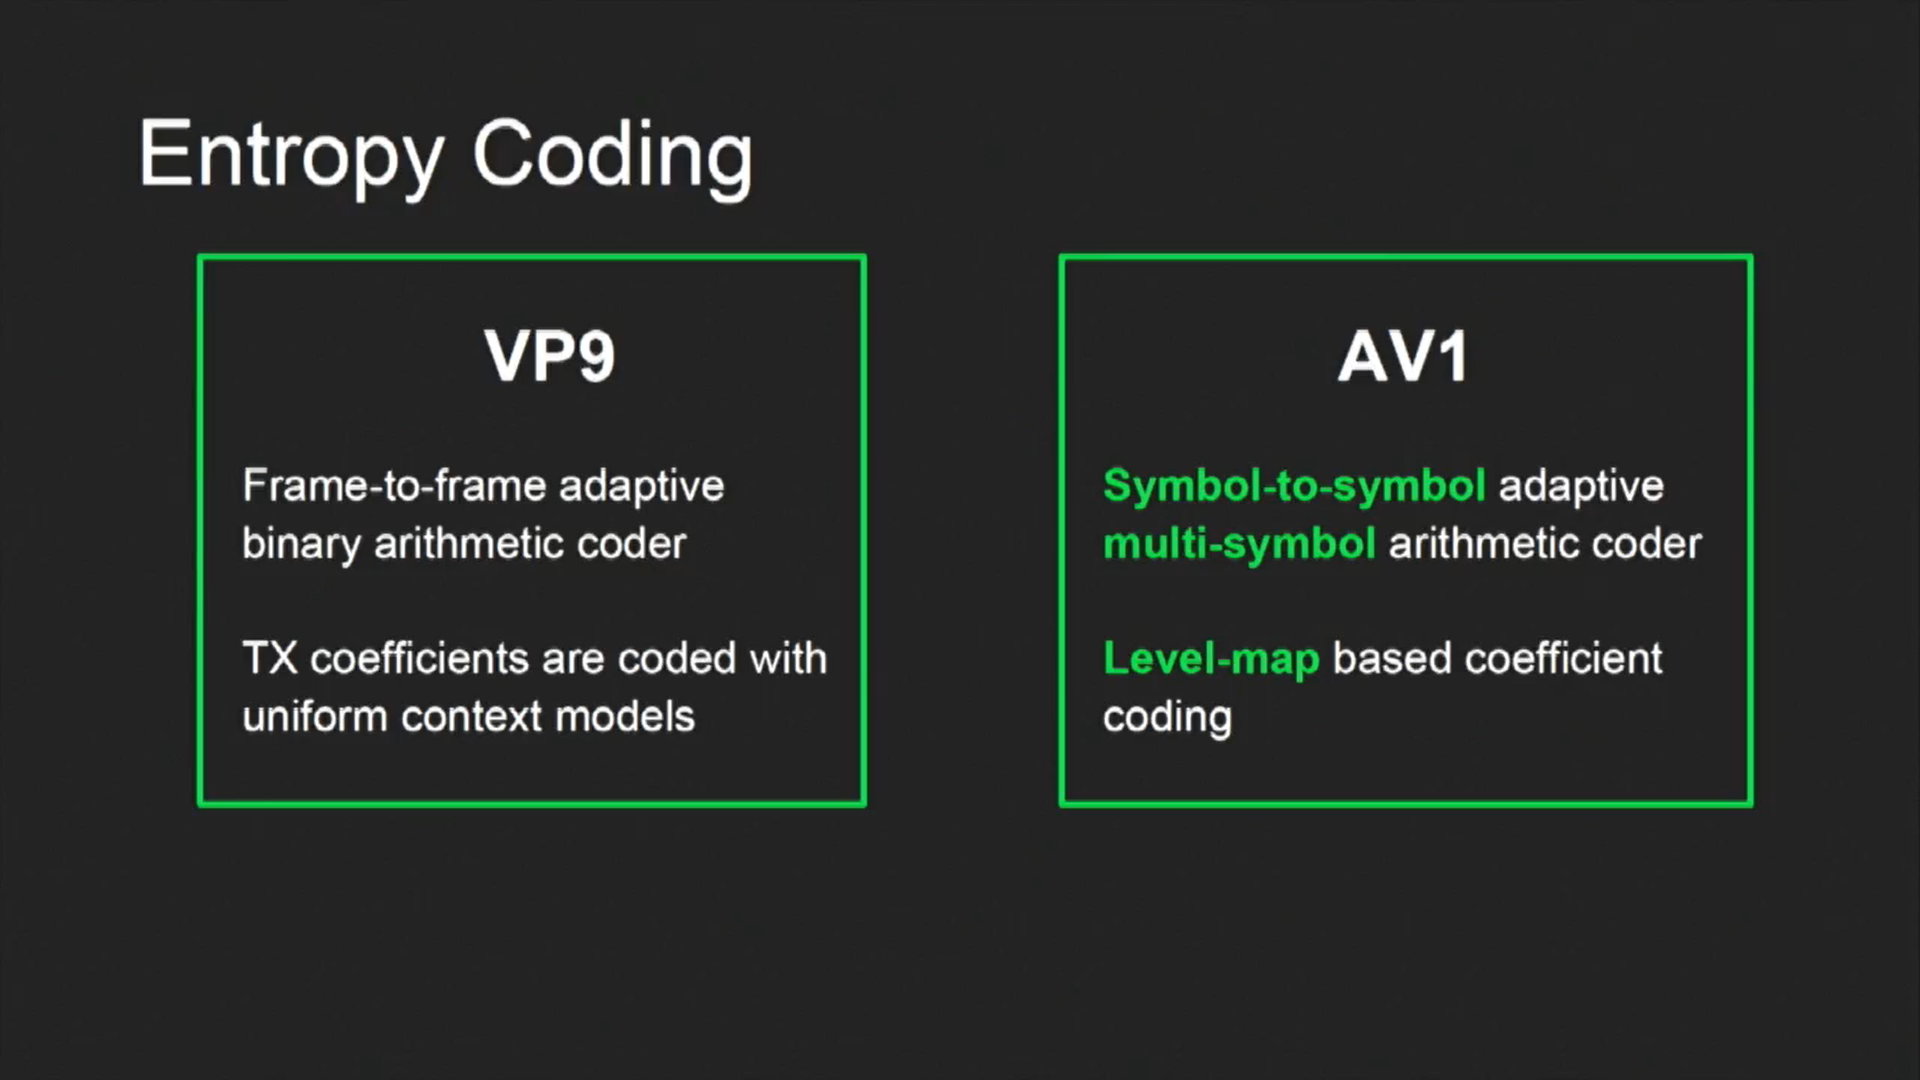 Entropy Coding
VP9
Frame-to-frame adaptive
binary arithmetic coder
TX coefficients are coded with
uniform context models
AV1
Symbol-to-symbol adaptive
multi-symbol arithmetic coder
Level-map based coefficient
coding